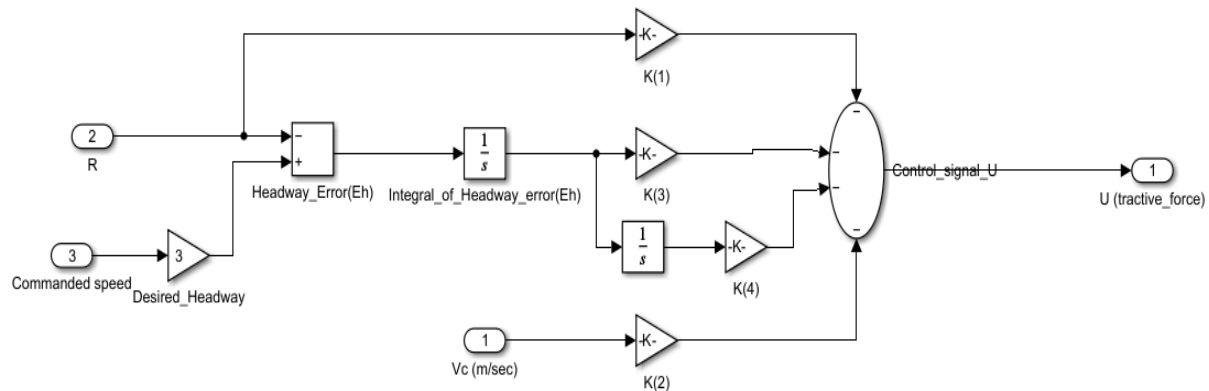 -K-
K(1)
2
R
−
+
Headway_Error(Eh)
1
s
Integral_of_Headway_error(Eh)
-K-
K(3)
−
−
−
−
Control_signal_U
1
U (tractive_force)
3
Commanded speed
3
Desired_Headway
1
s
-K-
K(4)
1
Vc (m/sec)
-K-
K(2)